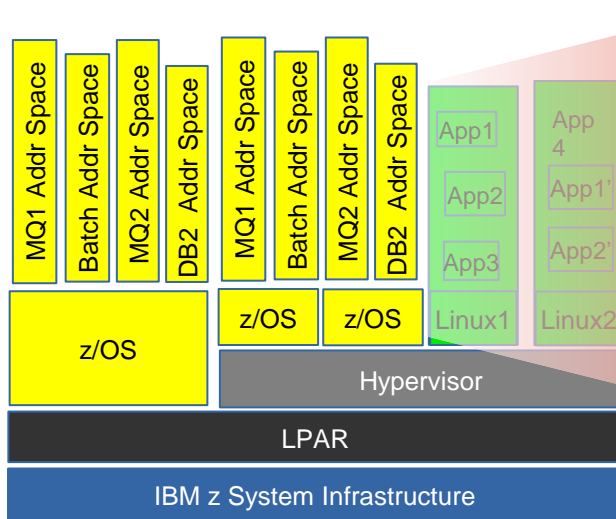 MQ1 Addr Space
Batch Addr Space
MQ2 Addr Space
DB2 Addr Space
MQ1 Addr Space
Batch Addr Space
MQ2 Addr Space
DB2 Addr Space
App1
App2
App3
App
4
App1'
App2'
z/OS
z/OS
z/OS
Linux1
Linux2
Hypervisor
LPAR
IBM z System Infrastructure